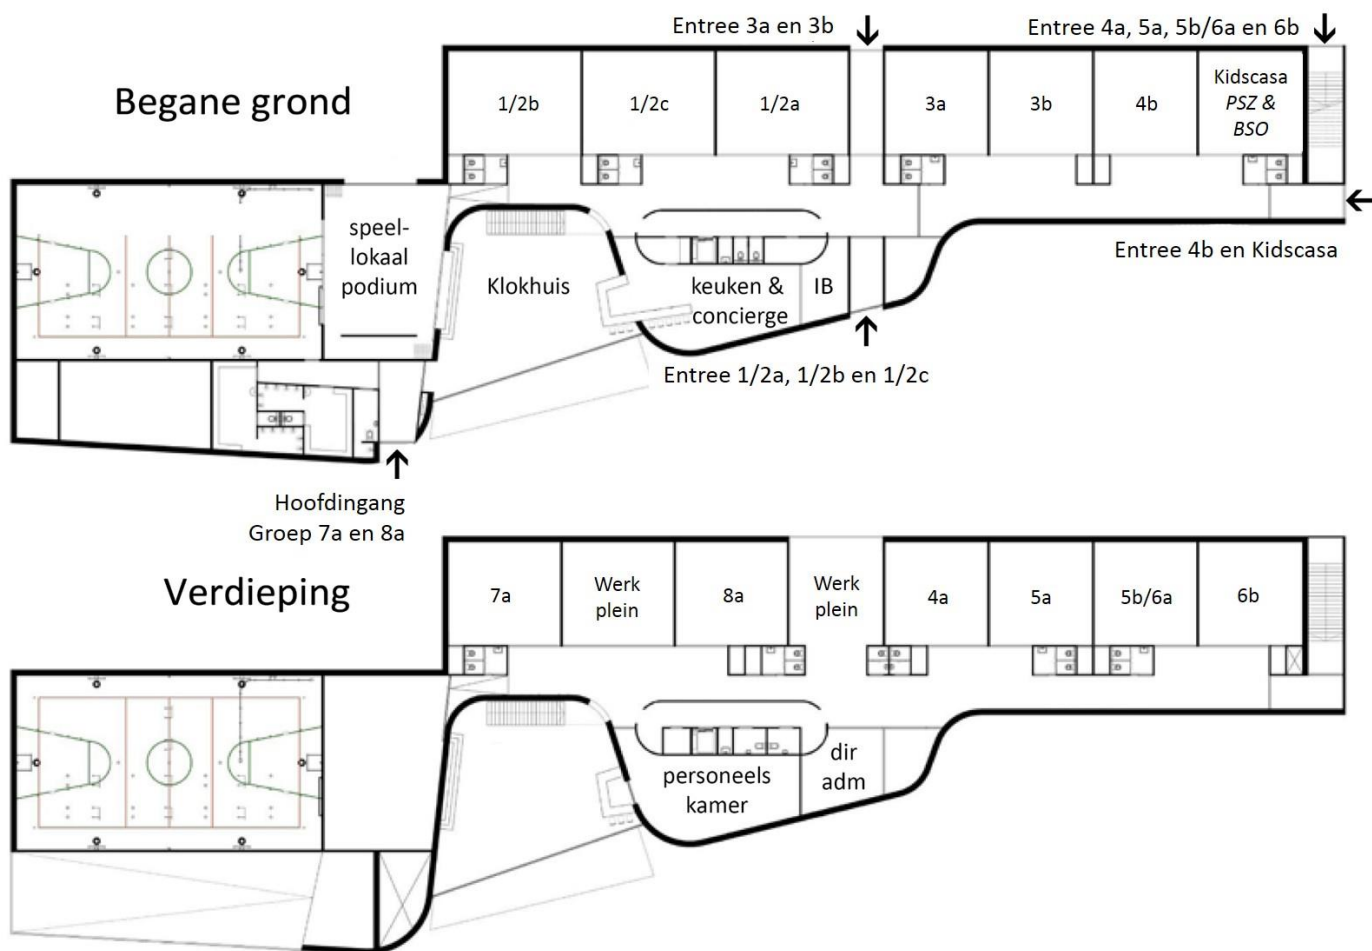 Entree 3a en 3b
Entree 4a, 5a, 5b/6a en 6b
Begane grond
1/2b
1/2c
1/2a
3a
3b
4b
Kidscasa
PSZ &
BSO
speel-
lokaal
podium
Klokhuis
keuken &
concierge
IB
Entree 4b en Kidscasa
Entree 1/2a, 1/2b en 1/2c
Hoofdingang
Groep 7a en 8a
Verdieping
7a
Werk
plein
8a
Werk
plein
4a
5a
5b/6a
6b
personeels
kamer
dir
adm